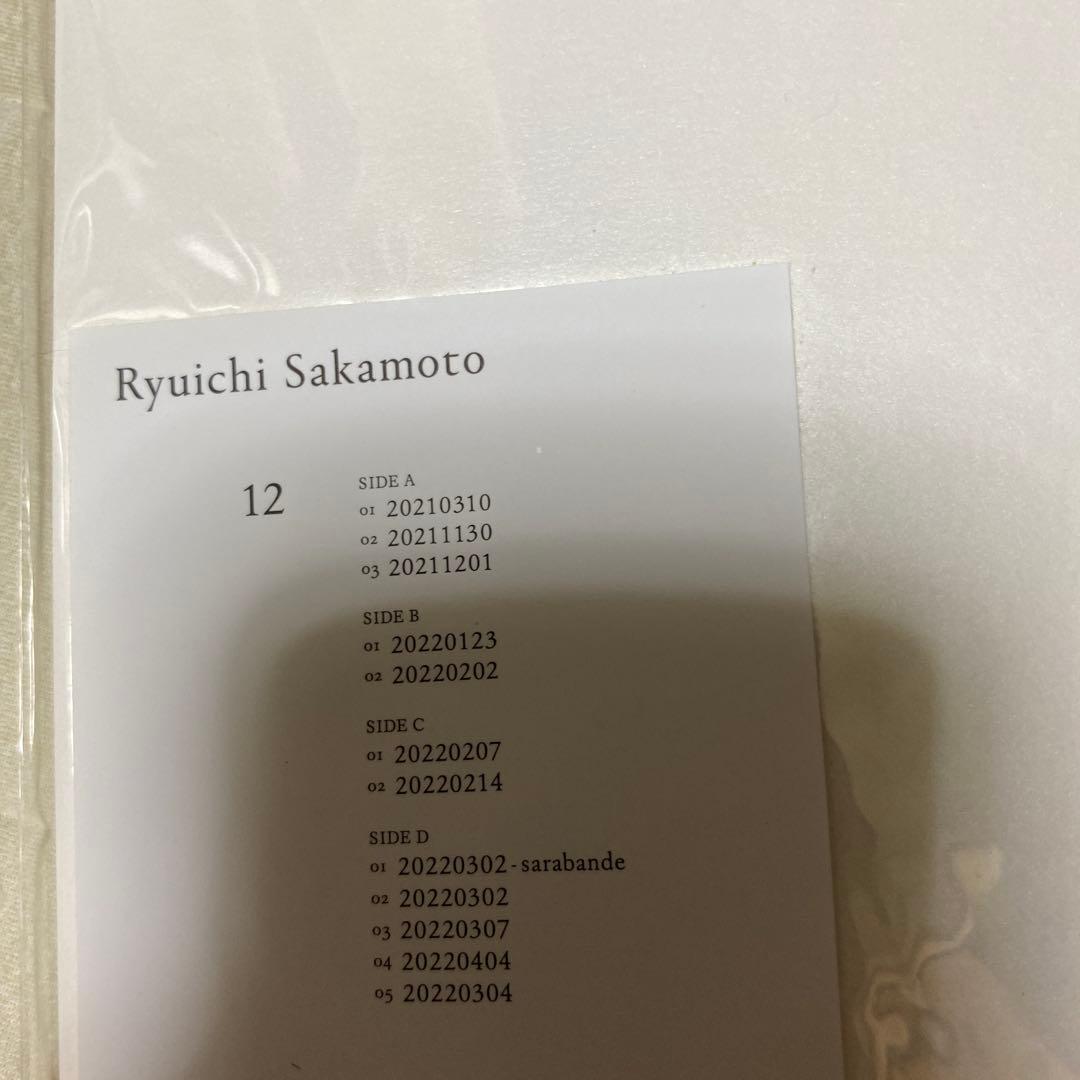 Ryuichi Sakamoto
12
SIDE A
01 20210310
02 20211130
03 20211201
SIDE B
01 20220123
02 20220202
SIDE C
01 20220207
02 20220214
SIDE D
01 20220302 - sarabande
02 20220302
03 20220307
04 20220404
05 20220304